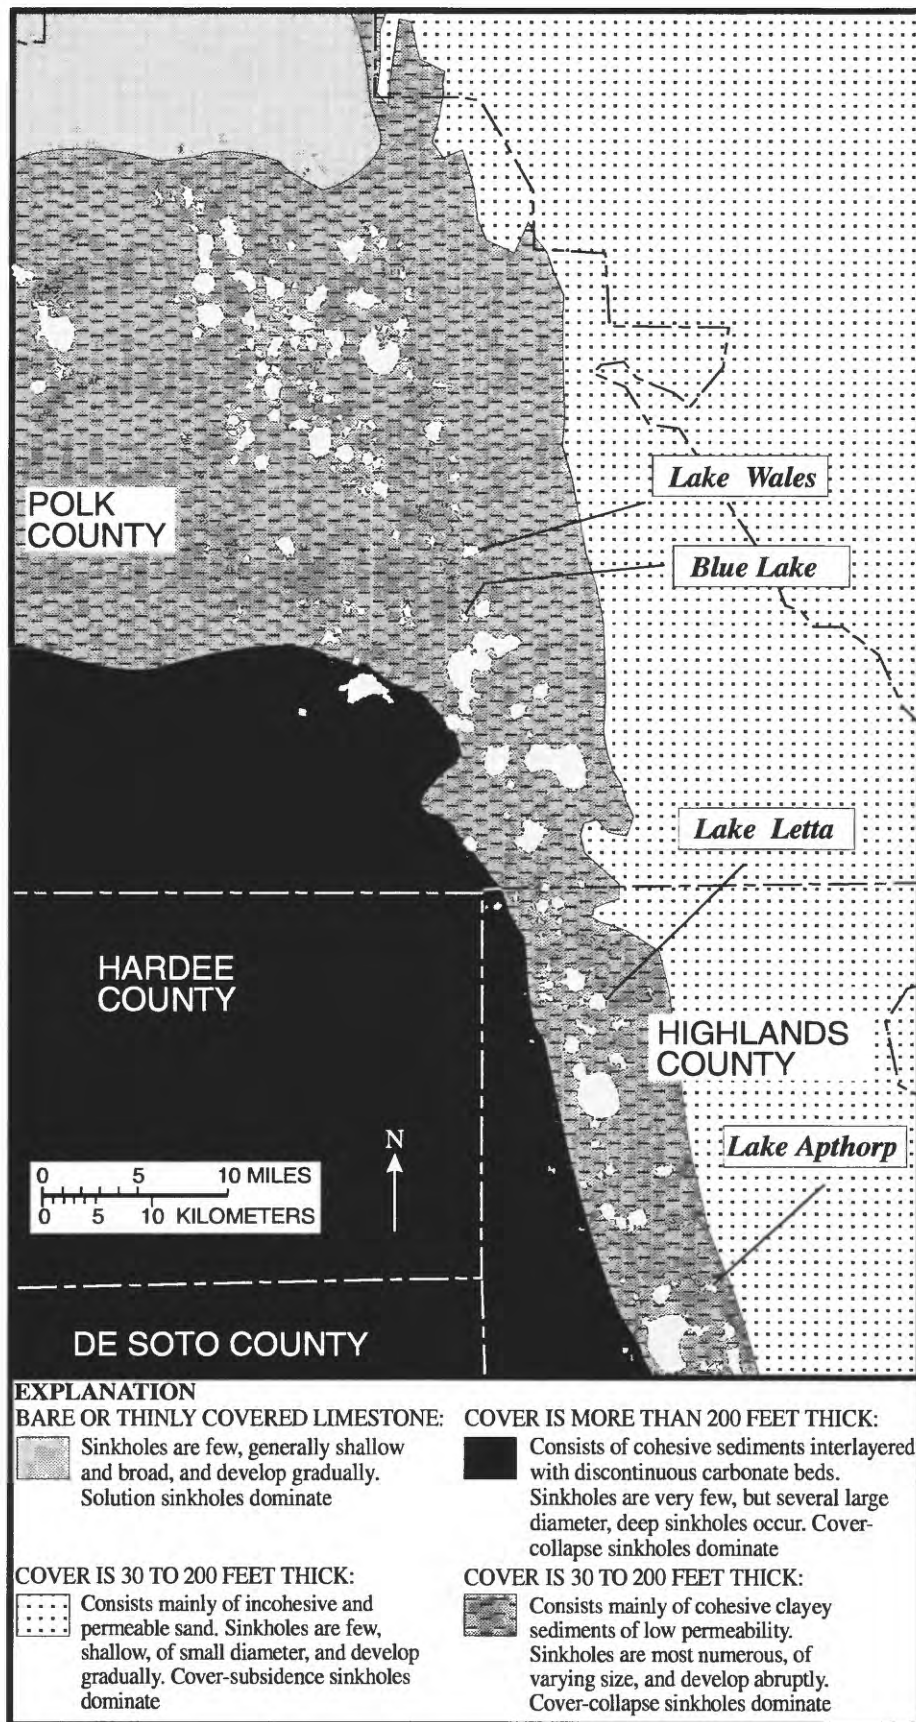 Lake Wales
POLK
COUNTY
Blue Lake
Lake Letta
HARDEE
COUNTY
HIGHLANDS
COUNTY
N
Lake Apthorp
0 5 10 MILES
0 5 10 KILOMETERS
DE SOTO COUNTY
EXPLANATION
BARE OR THINLY COVERED LIMESTONE:
Sinkholes are few, generally shallow
and broad, and develop gradually.
Solution sinkholes dominate
COVER IS 30 TO 200 FEET THICK:
Consists mainly of incohesive and
permeable sand. Sinkholes are few,
shallow, of small diameter, and develop
gradually. Cover-subsidence sinkholes
dominate
COVER IS MORE THAN 200 FEET THICK:
Consists of cohesive sediments interlayered
with discontinuous carbonate beds.
Sinkholes are very few, but several large
diameter, deep sinkholes occur. Cover-
collapse sinkholes dominate
COVER IS 30 TO 200 FEET THICK:
Consists mainly of cohesive clayey
sediments of low permeability.
Sinkholes are most numerous, of
varying size, and develop abruptly.
Cover-collapse sinkholes dominate